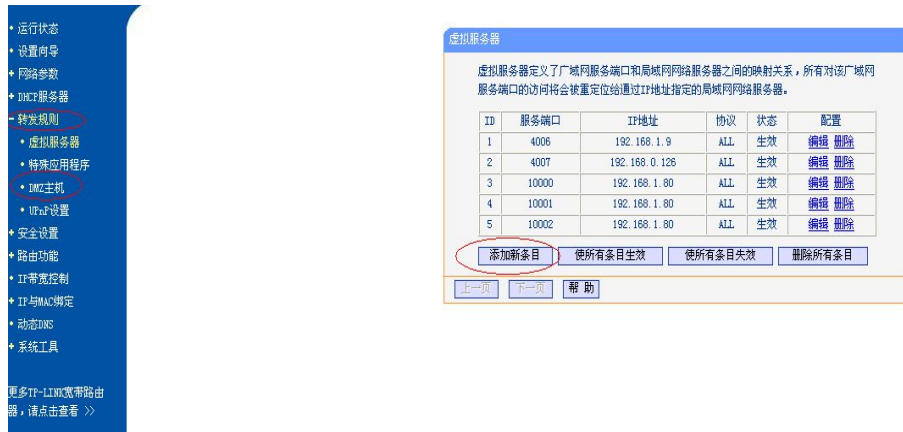 运行状态
设置向导
网络参数
DHCP服务器
转发规则
虚拟服务器
特殊应用程序
DMZ主机
UPnP设置
安全设置
路由功能
IP带宽控制
IP与MAC绑定
动态DNS
系统工具
更多TP-LINK宽带路由
器，请点击查看 >>
虚拟服务器
虚拟服务器定义了广域网服务端口和局域网网络服务器之间的映射关系，所有对该广域网
服务端口的访问将会被重定位给通过IP地址指定的局域网网络服务器。
ID 服务端口 IP地址 协议 状态 配置
1 4006 192.168.1.9 ALL 生效 编辑 删除
2 4007 192.168.0.126 ALL 生效 编辑 删除
3 10000 192.168.1.80 ALL 生效 编辑 删除
4 10001 192.168.1.80 ALL 生效 编辑 删除
5 10002 192.168.1.80 ALL 生效 编辑 删除
添加新条目 使所有条目生效 使所有条目失效 删除所有条目
上一页 下一页 帮 助